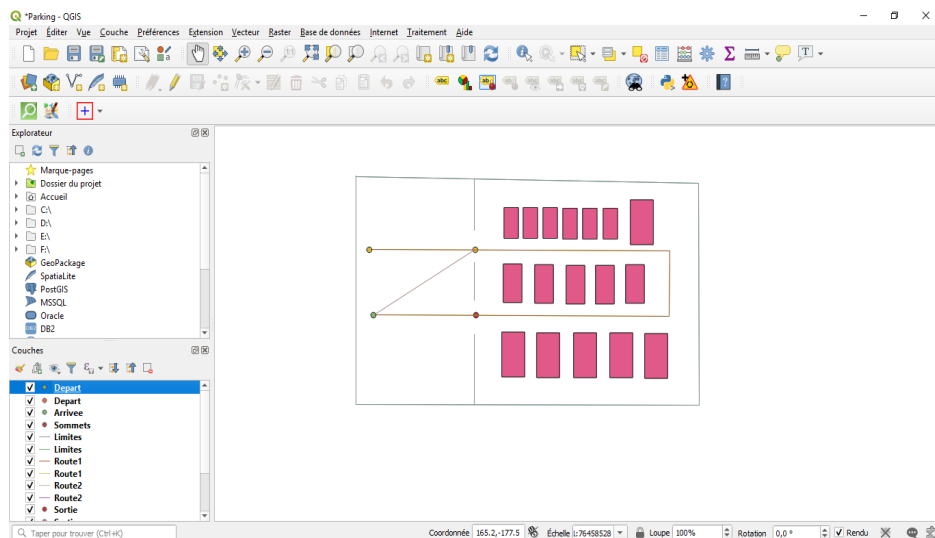 *Parking - QGIS
Projet Éditer Vue Couche Préférences Extension Vecteur Raster Base de données Internet Traitement Aide
Explorateur
Marque-pages
Dossier du projet
Accueil
C:\
D:\
E:\
F:\
GeoPackage
SpatiaLite
PostGIS
MSSQL
Oracle
DB2
Couches
Depart
Depart
Arrivee
Sommets
Limites
Limites
Route1
Route1
Route2
Route2
Sortie
Taper pour trouver (Ctrl+K)
Coordonnée 165.2,-177.5 Échelle :76458528 Loupe 100% Rotation 0,0 ° Rendu